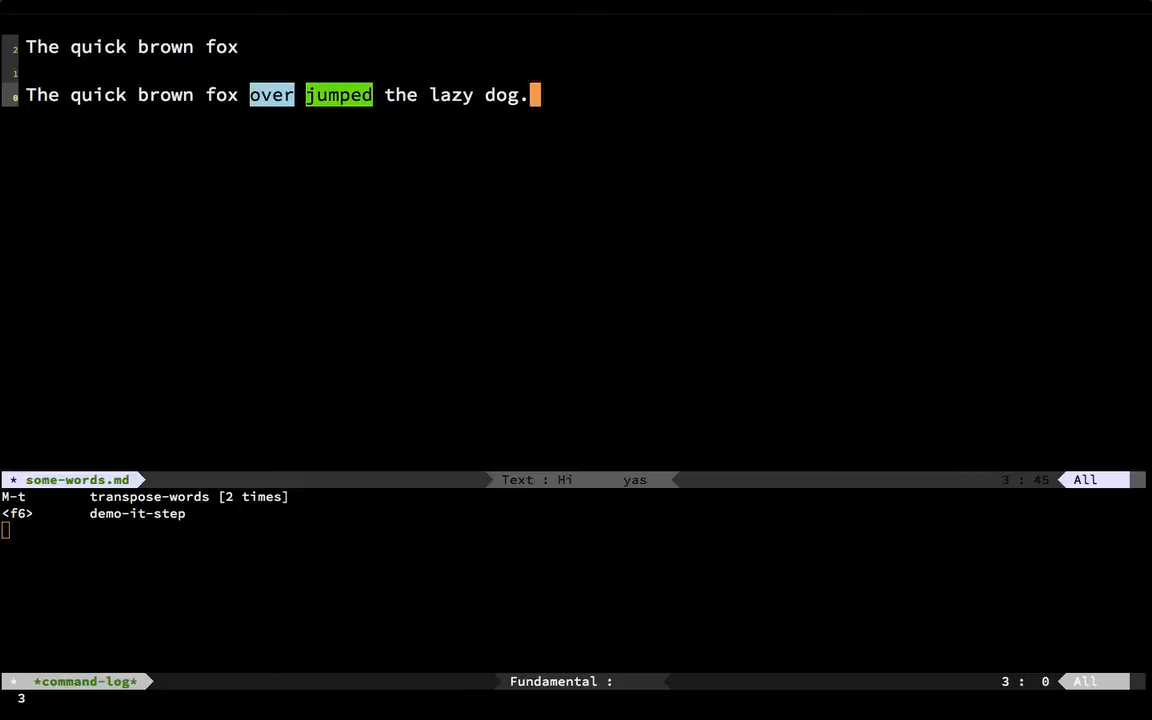 2 The quick brown fox
1
0 The quick brown fox over jumped the lazy dog.
* some-words.md Text : Hi yas 3 : 45 All
M-t transpose-words [2 times]
<f6> demo-it-step
* *command-log* Fundamental : 3 : 0 All
3